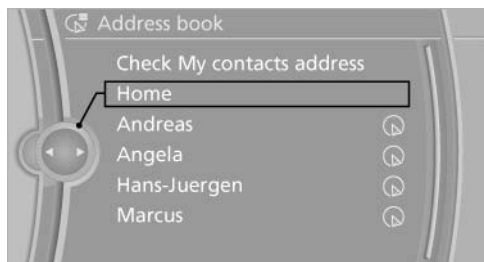 Address book
Check My contacts address
Home
Andreas
Angela
Hans-Juergen
Marcus